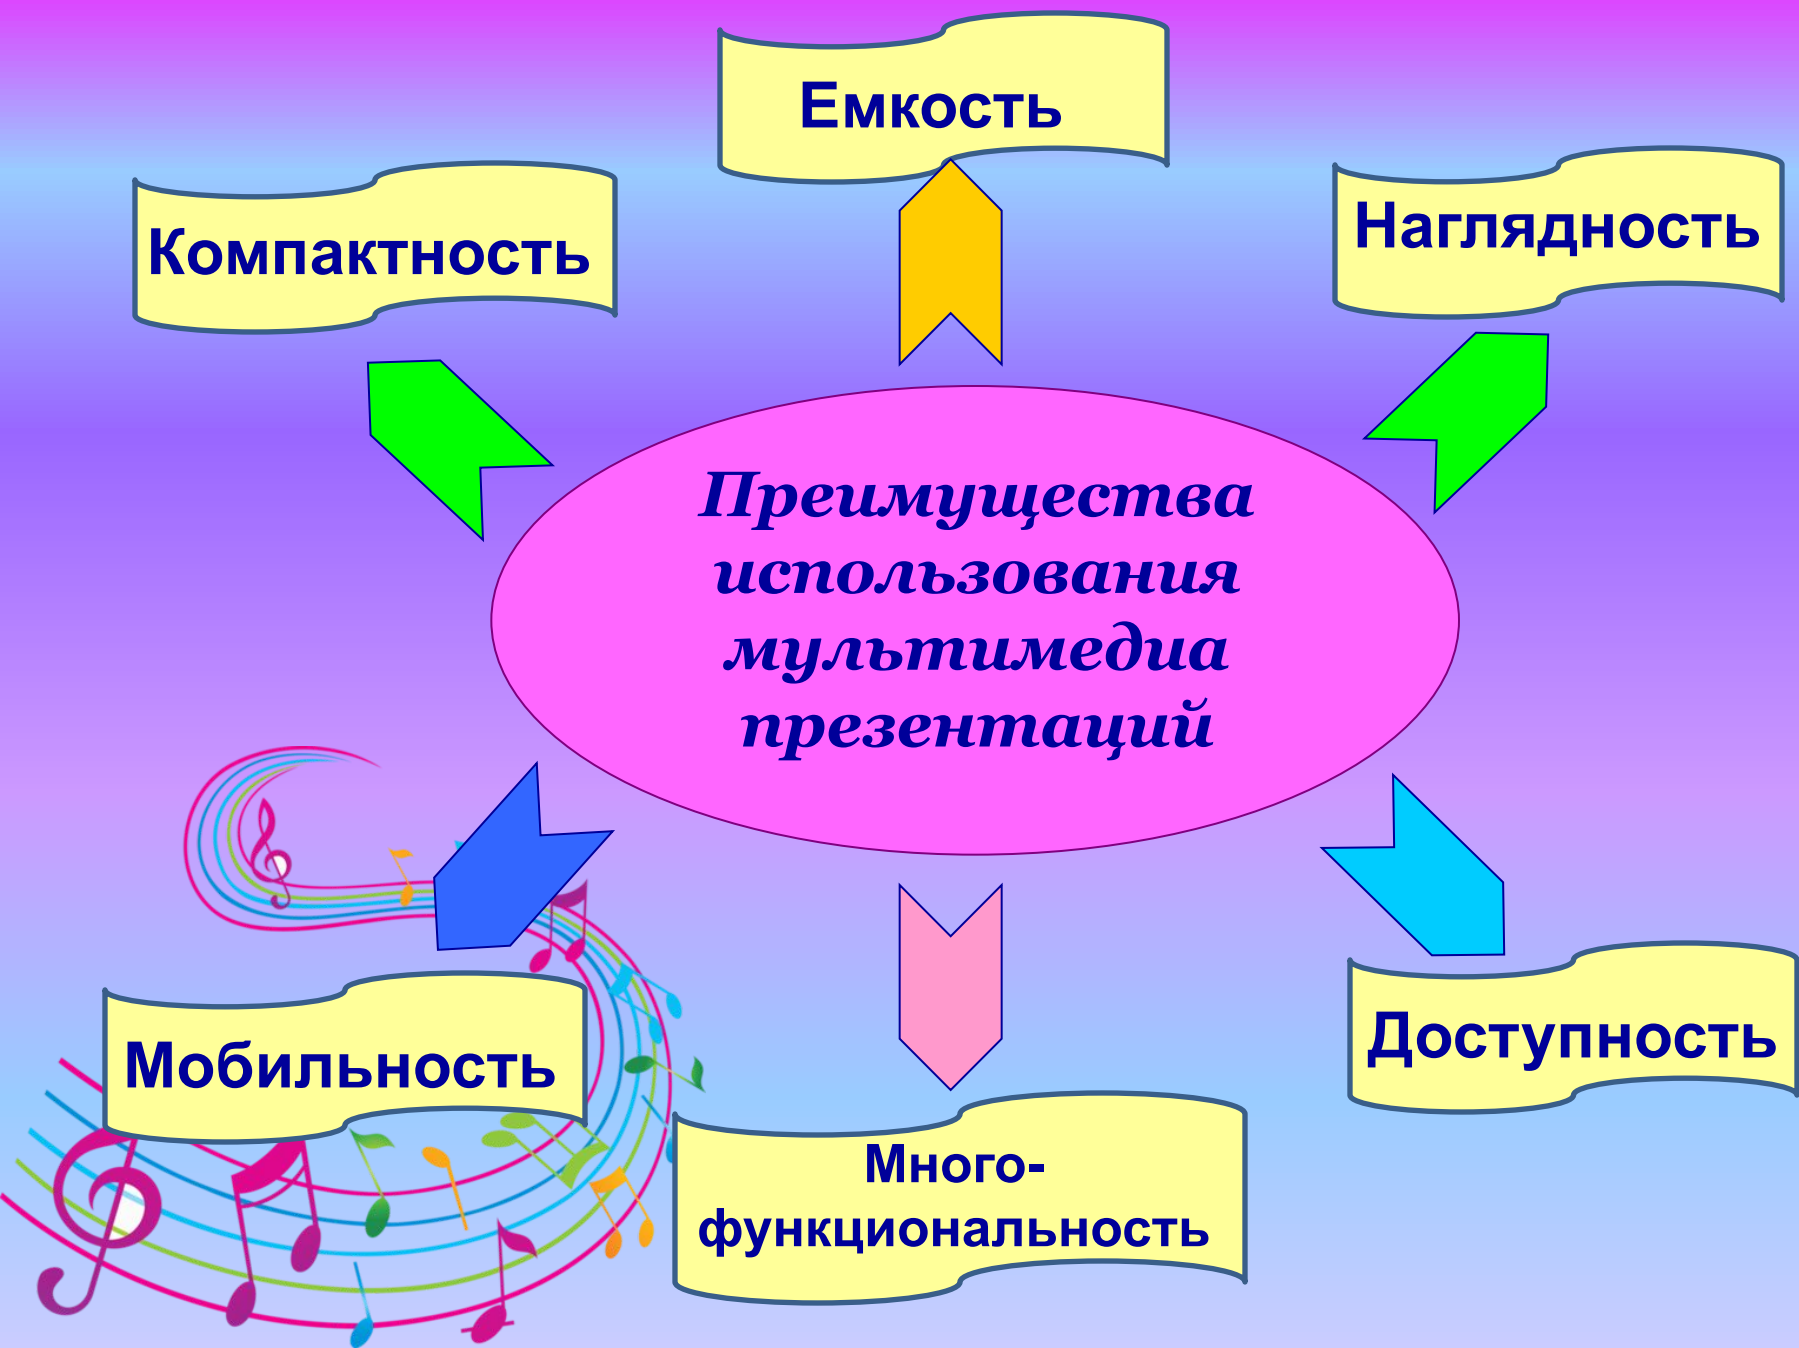 Емкость
Компактность
Наглядность
Преимущества
использования
мультимедиа
презентаций
Мобильность
Доступность
Много-
функциональность